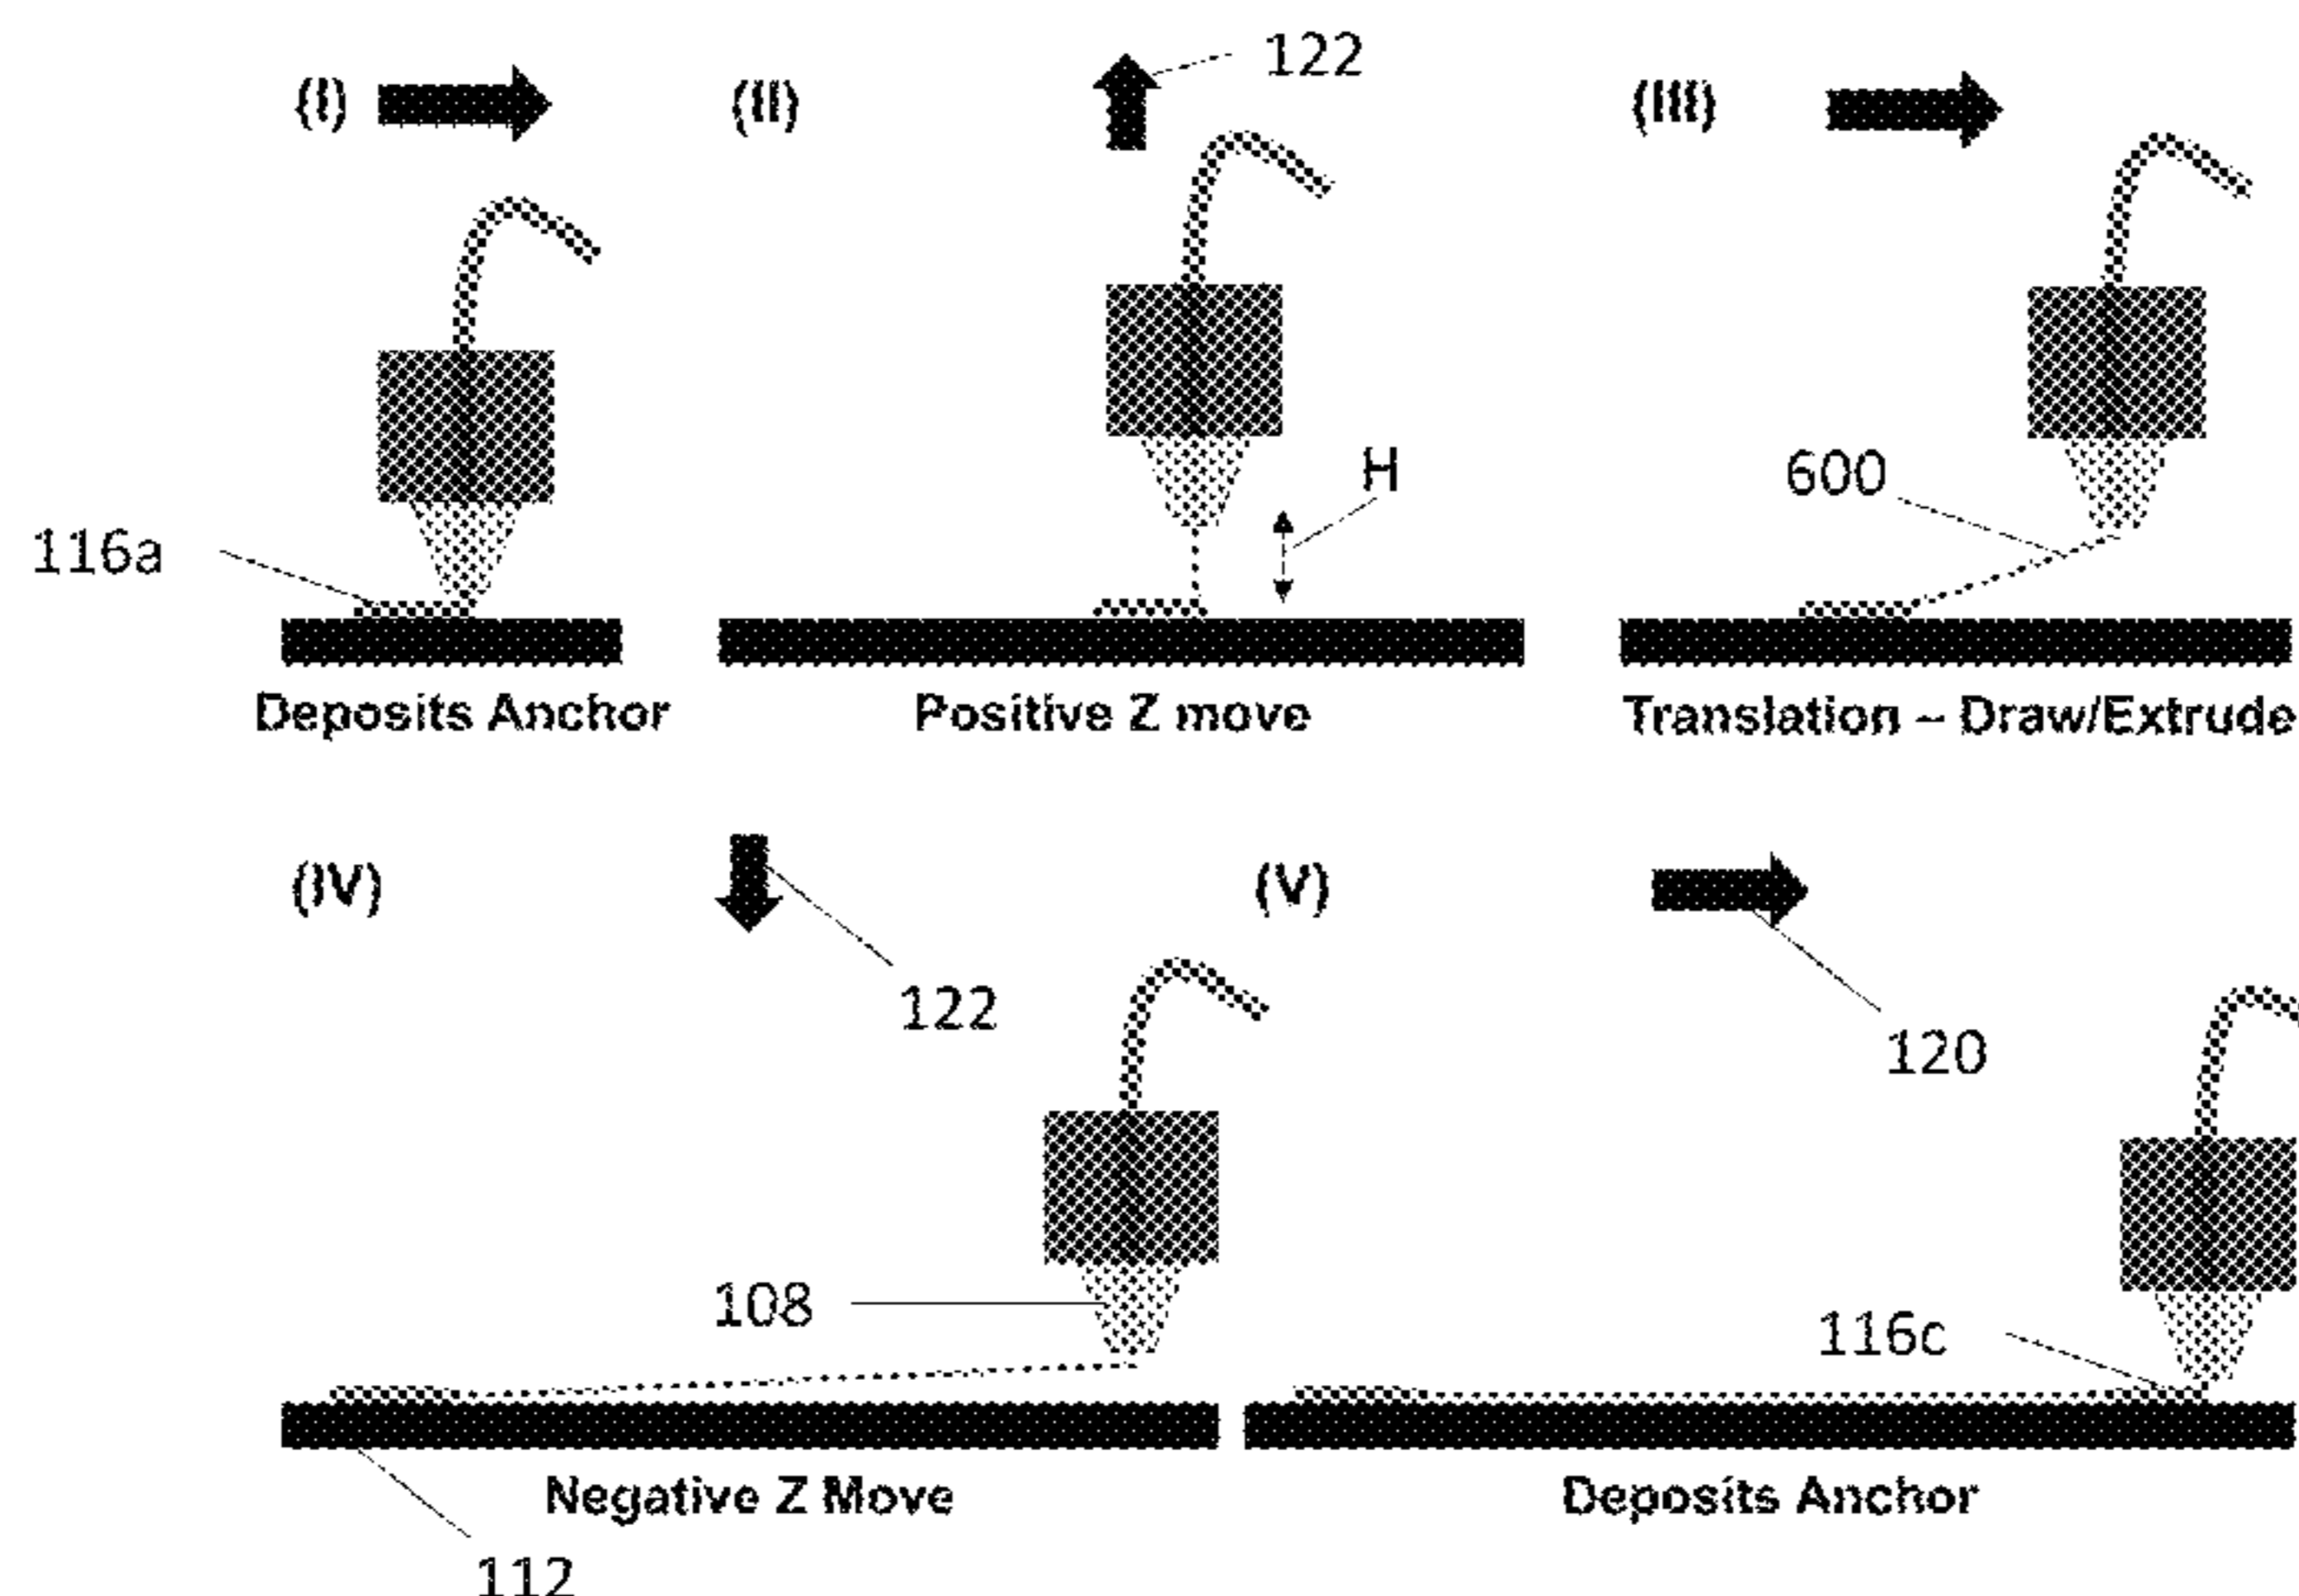 (I)
(II)
122
(III)
H
600
116a
Deposits Anchor
Positive Z move
Translation – Draw/Extrude
(IV)
(V)
122
120
108
116c
Negative Z Move
Deposits Anchor
112